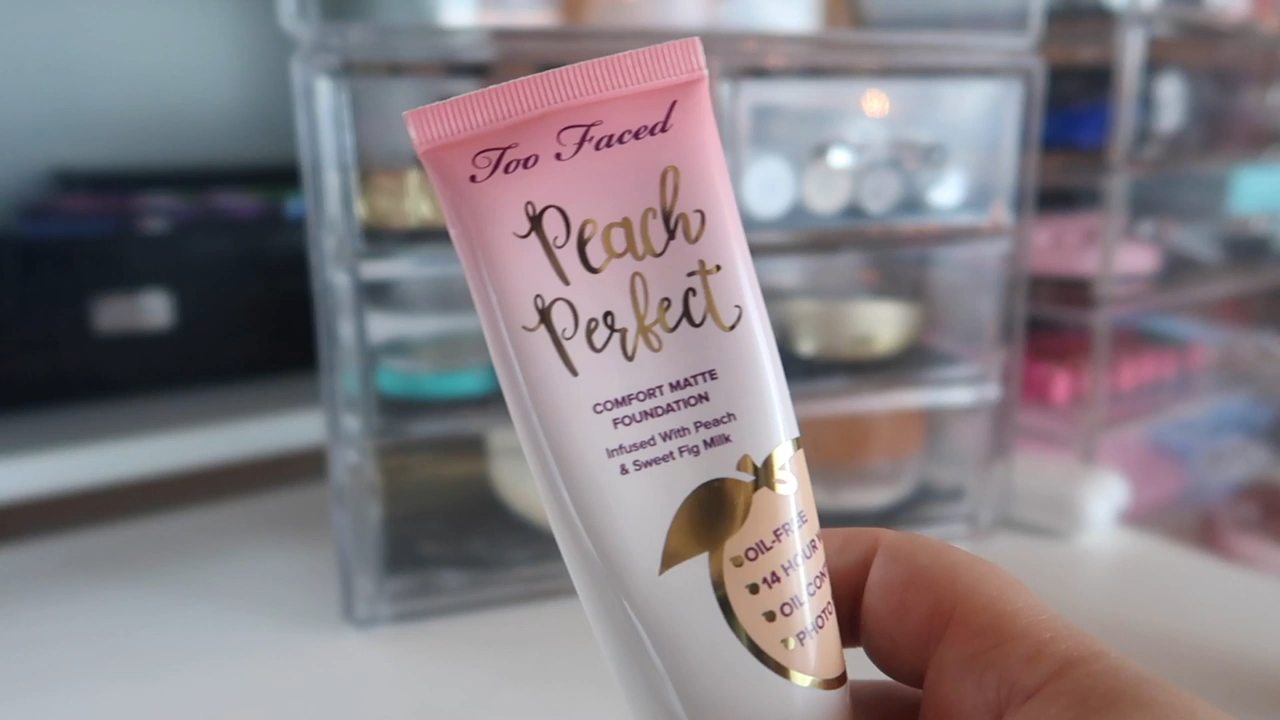 Too Faced
Peach
Perfect
COMFORT MATTE
FOUNDATION
Infused With Peach
& Sweet Fig Milk
OIL-FREE
14 HOUR
OIL
PHOTO